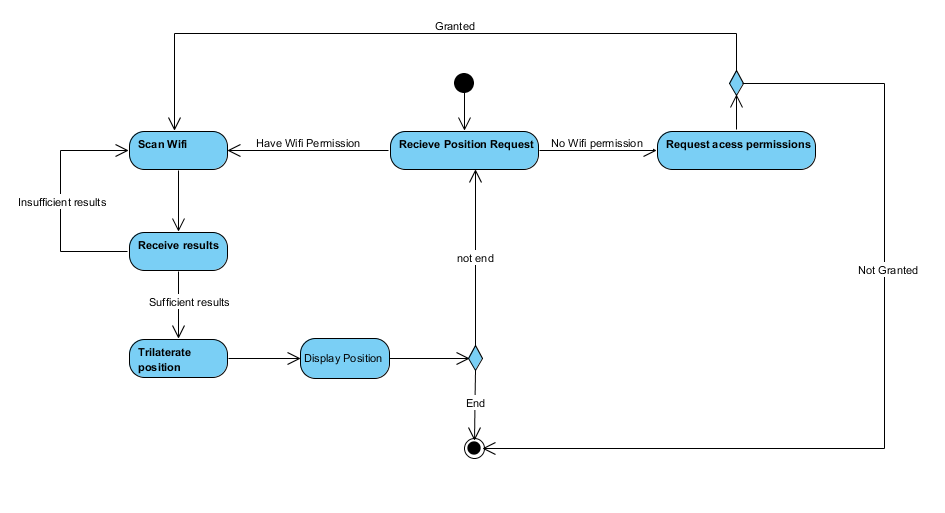 Granted
Scan Wifi
Have Wifi Permission
Recieve Position Request
No Wifi permission
Request acess permissions
Insufficient results
Receive results
not end
Not Granted
Sufficient results
Trilaterate
position
Display Position
End